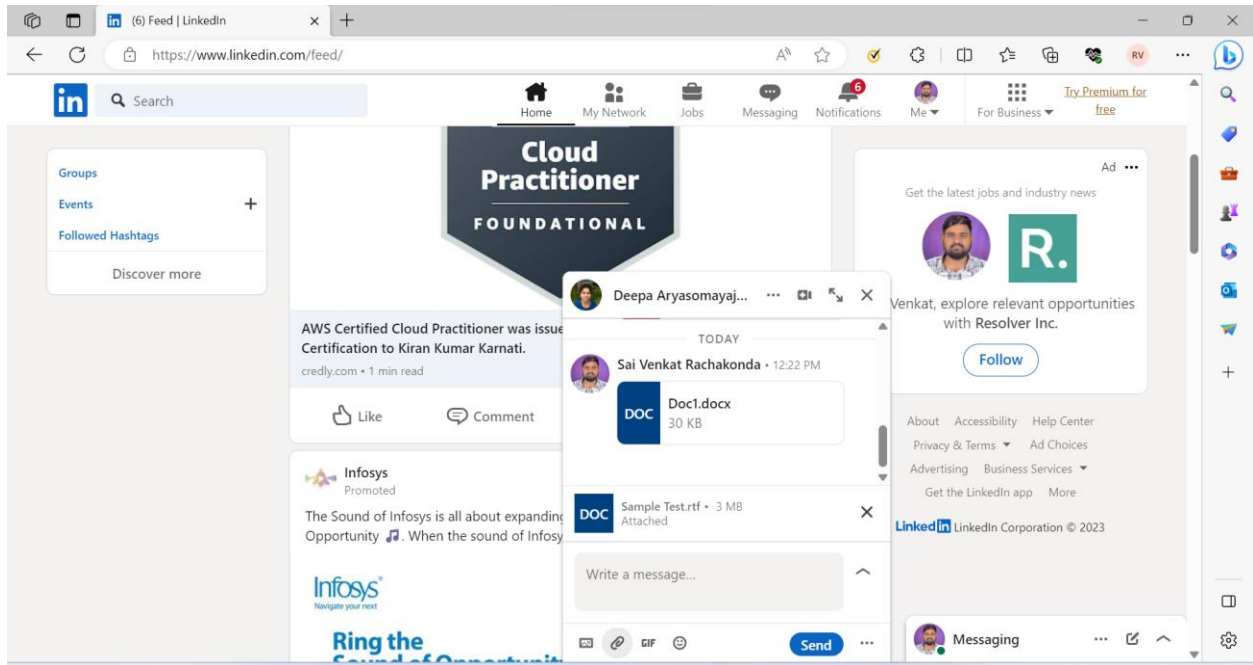 (6) Feed | LinkedIn
https://www.linkedin.com/feed/
RV
in
Search
Home
My Network
Jobs
Messaging
6
Notifications
Me
For Business
Try Premium for
free
Groups
Events
Followed Hashtags
Discover more
Cloud
Practitioner
FOUNDATIONAL
AWS Certified Cloud Practitioner was issue
Certification to Kiran Kumar Karnati.
credly.com • 1 min read
Like
Comment
Infosys
Promoted
The Sound of Infosys is all about expanding
Opportunity 🎵. When the sound of Infosy
Infosys
Navigate your next
Ring the
Sound of Opportunit
Deepa Aryasomayaj...
TODAY
Sai Venkat Rachakonda • 12:22 PM
DOC
Doc1.docx
30 KB
DOC
Sample Test.rtf • 3 MB
Attached
Write a message...
GIF
Send
Ad
Get the latest jobs and industry news
R.
Venkat, explore relevant opportunities
with Resolver Inc.
Follow
About Accessibility Help Center
Privacy & Terms Ad Choices
Advertising Business Services
Get the LinkedIn app More
LinkedIn LinkedIn Corporation © 2023
Messaging